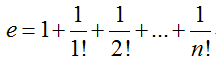 e = 1 + 1/1! + 1/2! + ... + 1/n!